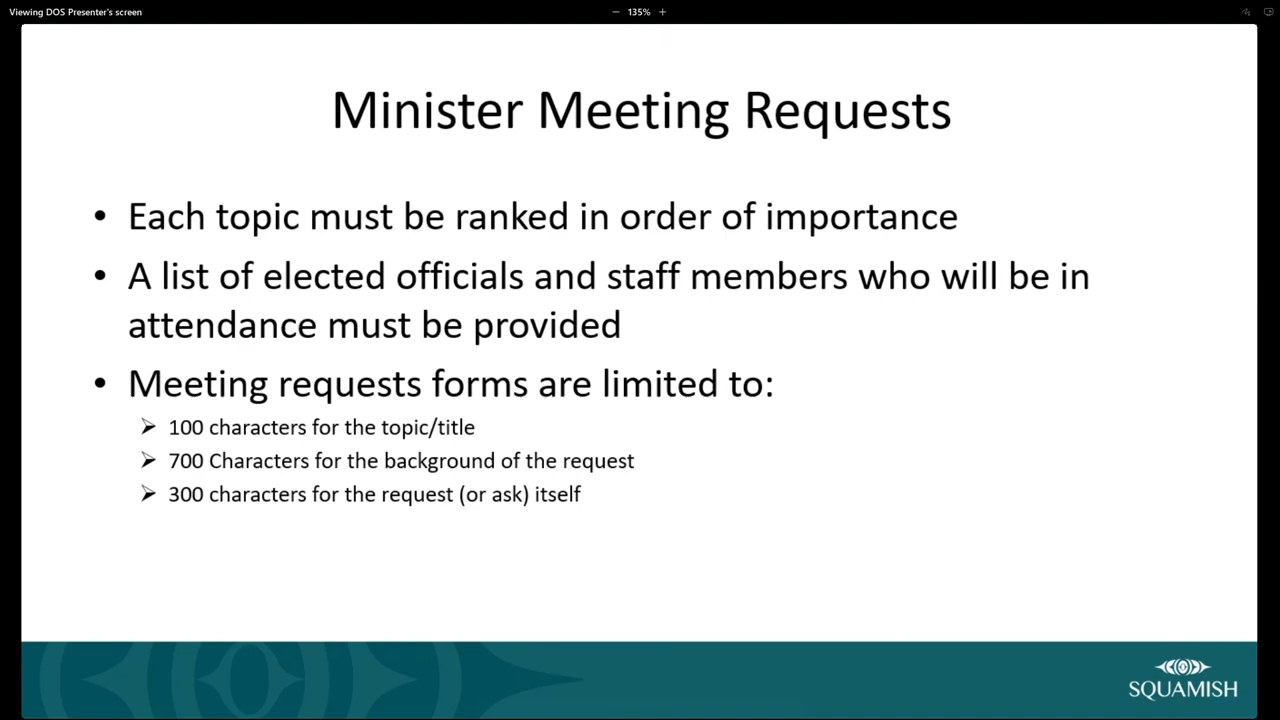 Viewing DOS Presenter's screen
− 135% +
Minister Meeting Requests
• Each topic must be ranked in order of importance
• A list of elected officials and staff members who will be in
attendance must be provided
• Meeting requests forms are limited to:
➢ 100 characters for the topic/title
➢ 700 Characters for the background of the request
➢ 300 characters for the request (or ask) itself
SQUAMISH